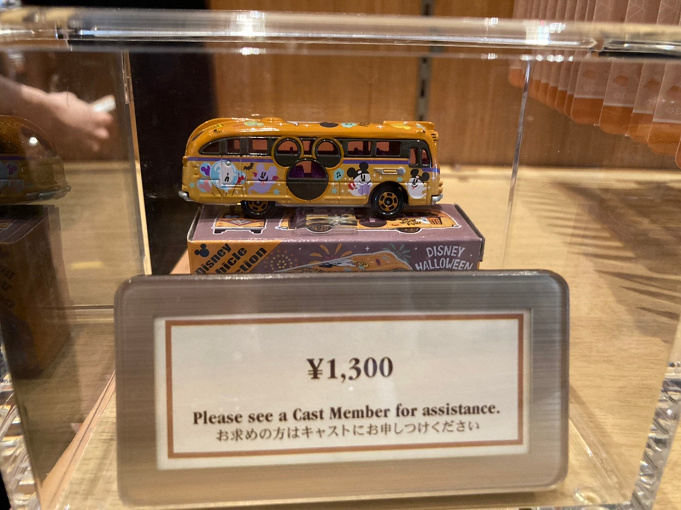 Disney
DISNEY
HALLOWEEN
¥1,300
Please see a Cast Member for assistance.
お求めの方はキャストにお申しつけください